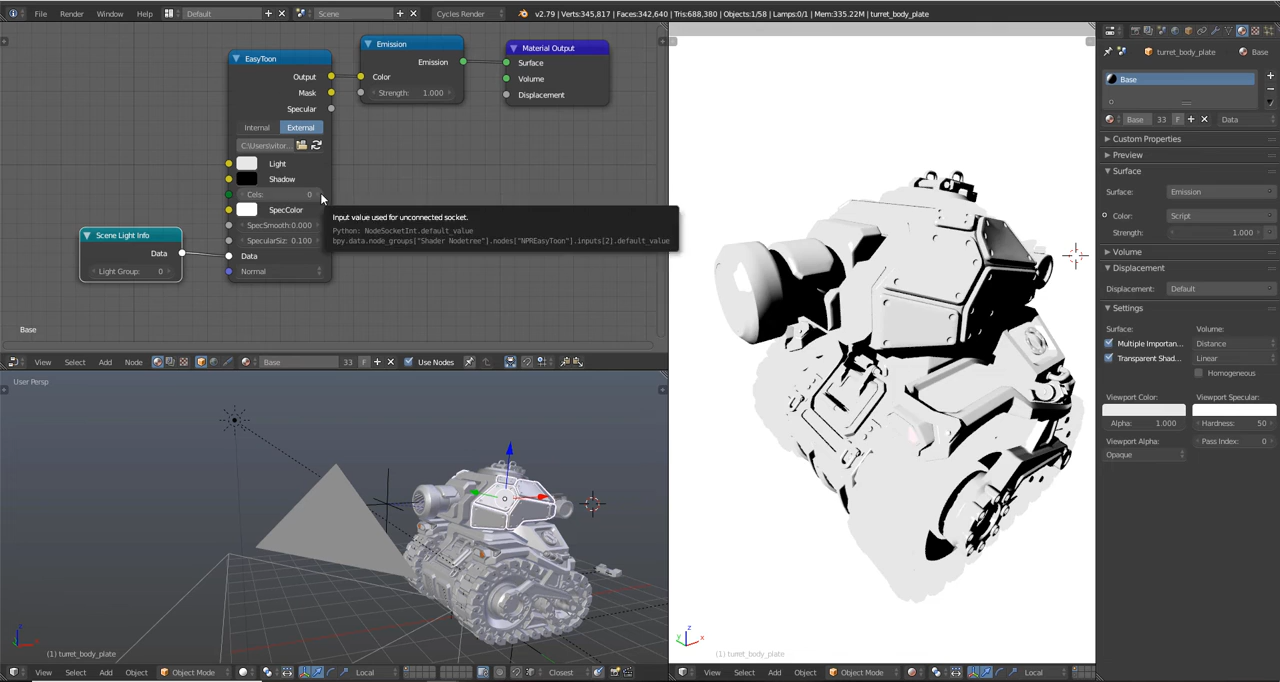 File Render Window Help Default Scene Cycles Render v2.79 | Verts:345,817 | Faces:342,640 | Tris:688,380 | Objects:1/58 | Lamps:0/1 | Mem:335.22M | turret_body_plate
EasyToon
Output
Mask
Specular
Internal External
C:\Users\vitor...
Light
Shadow
Cels: 0
SpecColor
SpecSmooth:0.000
SpecularSiz: 0.100
Data
Normal
Emission
Emission
Color
Strength: 1.000
Material Output
Surface
Volume
Displacement
Scene Light Info
Data
Light Group: 0
Input value used for unconnected socket.
Python: NodeSocketInt.default_value
bpy.data.node_groups["Shader Nodetree"].nodes["NPREasyToon"].inputs[2].default_value
Base
View Select Add Node Base 33 F Use Nodes
User Persp
(1) turret_body_plate
View Select Add Object Object Mode Local Closest
z
y x
(1) turret_body_plate
View Select Add Object Object Mode Local
turret_body_plate Base
Base
Base 33 F Data
Custom Properties
Preview
Surface
Surface: Emission
Color: Script
Strength: 1.000
Volume
Displacement
Displacement: Default
Settings
Surface: Volume:
Multiple Importan... Distance
Transparent Shad... Linear
Homogeneous
Viewport Color: Viewport Specular:
Alpha: 1.000 Hardness: 50
Viewport Alpha: Pass Index: 0
Opaque